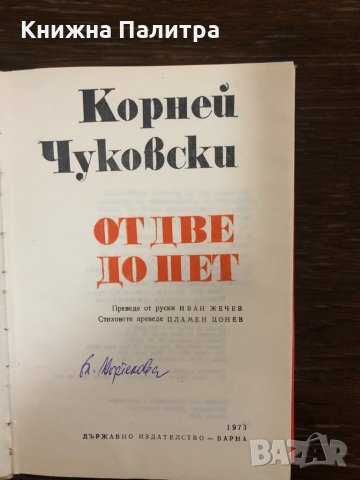 Книжна Палитра
Корней
Чуковски
ОТ ДВЕ
ДО ПЕТ
Преведе от руски ИВАН ЖЕЧЕВ
Стиховете преведе ПЛАМЕН ЦОНЕВ
1973
ДЪРЖАВНО ИЗДАТЕЛСТВО — ВАРНА
BAZAR